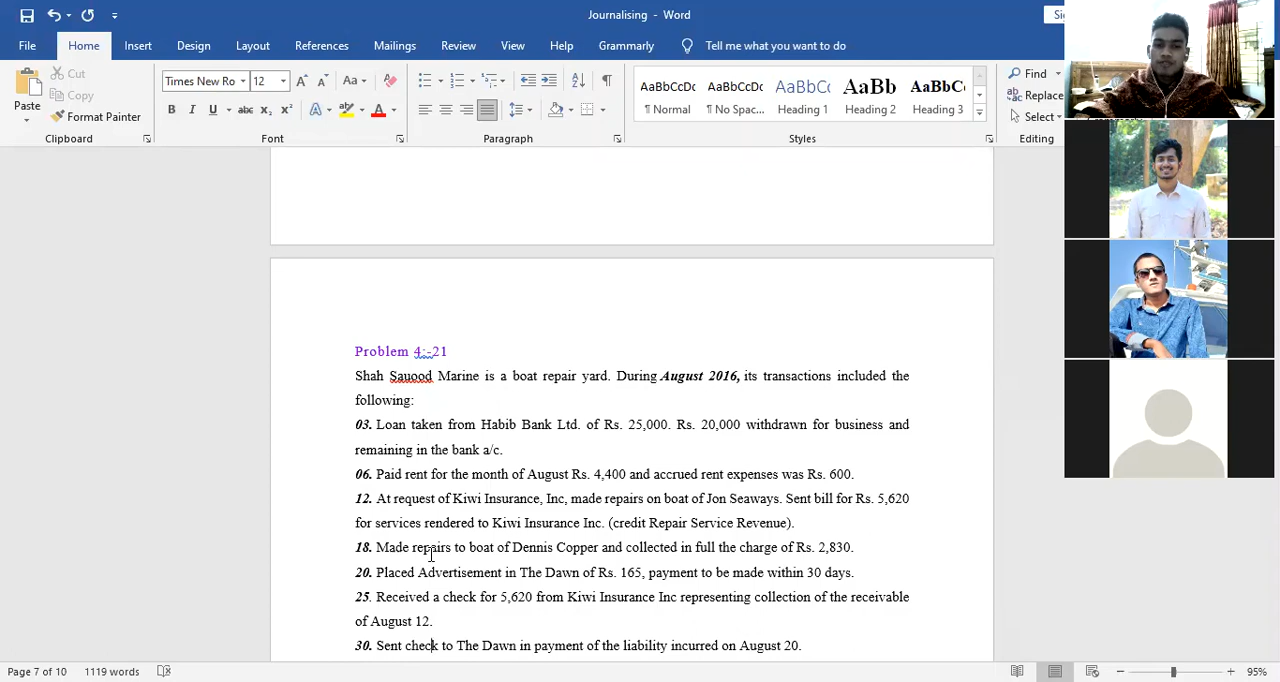 Journalising - Word
File Home Insert Design Layout References Mailings Review View Help Grammarly Tell me what you want to do
Paste
Cut
Copy
Format Painter
Clipboard
Times New Ro 12
Font
Paragraph
AaBbCcDc ¶ Normal
AaBbCcDc ¶ No Spac...
AaBbCc Heading 1
AaBb Heading 2
AaBbCc Heading 3
Styles
Find
Replace
Select
Editing
Problem 4:-21
Shah Sauood Marine is a boat repair yard. During August 2016, its transactions included the
following:
03. Loan taken from Habib Bank Ltd. of Rs. 25,000. Rs. 20,000 withdrawn for business and
remaining in the bank a/c.
06. Paid rent for the month of August Rs. 4,400 and accrued rent expenses was Rs. 600.
12. At request of Kiwi Insurance, Inc, made repairs on boat of Jon Seaways. Sent bill for Rs. 5,620
for services rendered to Kiwi Insurance Inc. (credit Repair Service Revenue).
18. Made repairs to boat of Dennis Copper and collected in full the charge of Rs. 2,830.
20. Placed Advertisement in The Dawn of Rs. 165, payment to be made within 30 days.
25. Received a check for 5,620 from Kiwi Insurance Inc representing collection of the receivable
of August 12.
30. Sent check to The Dawn in payment of the liability incurred on August 20.
Page 7 of 10 1119 words 95%